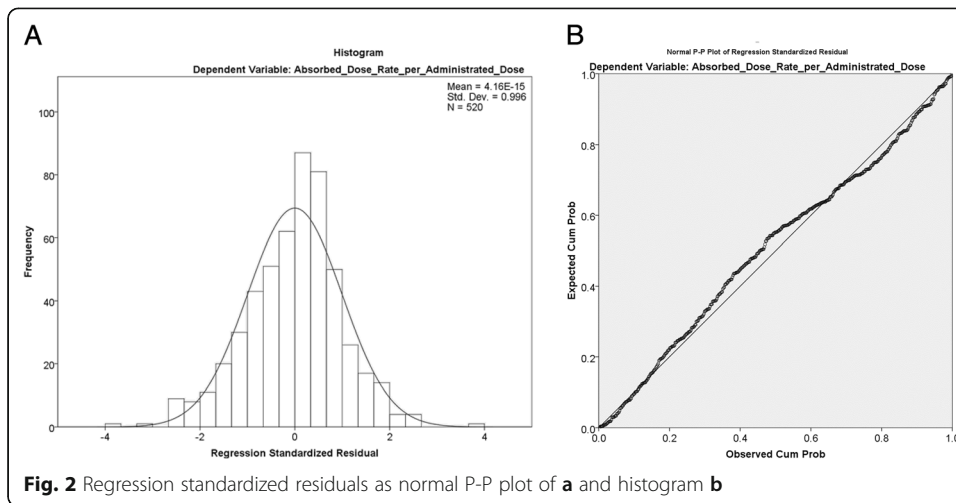 A
Histogram
Dependent Variable: Absorbed_Dose_Rate_per_Administrated_Dose
Mean = 4.16E-15
Std. Dev. = 0.996
N = 520
100
80
60
40
20
0
Frequency
-4
-2
0
2
4
Regression Standardized Residual
B
Normal P-P Plot of Regression Standardized Residual
Dependent Variable: Absorbed_Dose_Rate_per_Administrated_Dose
1.0
0.8
0.6
0.4
0.2
0.0
Expected Cum Prob
0.0
0.2
0.4
0.6
0.8
1.0
Observed Cum Prob
Fig. 2 Regression standardized residuals as normal P-P plot of a and histogram b